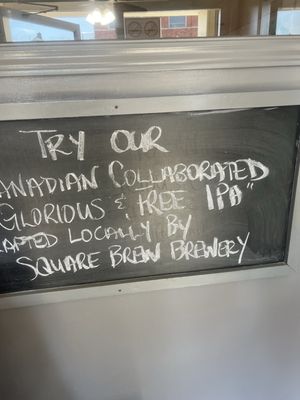 TRY OUR
ANADIAN COLLABORATED
GLORIOUS & FREE IPA"
RAFTED LOCALLY BY
SQUARE BREW BREWERY